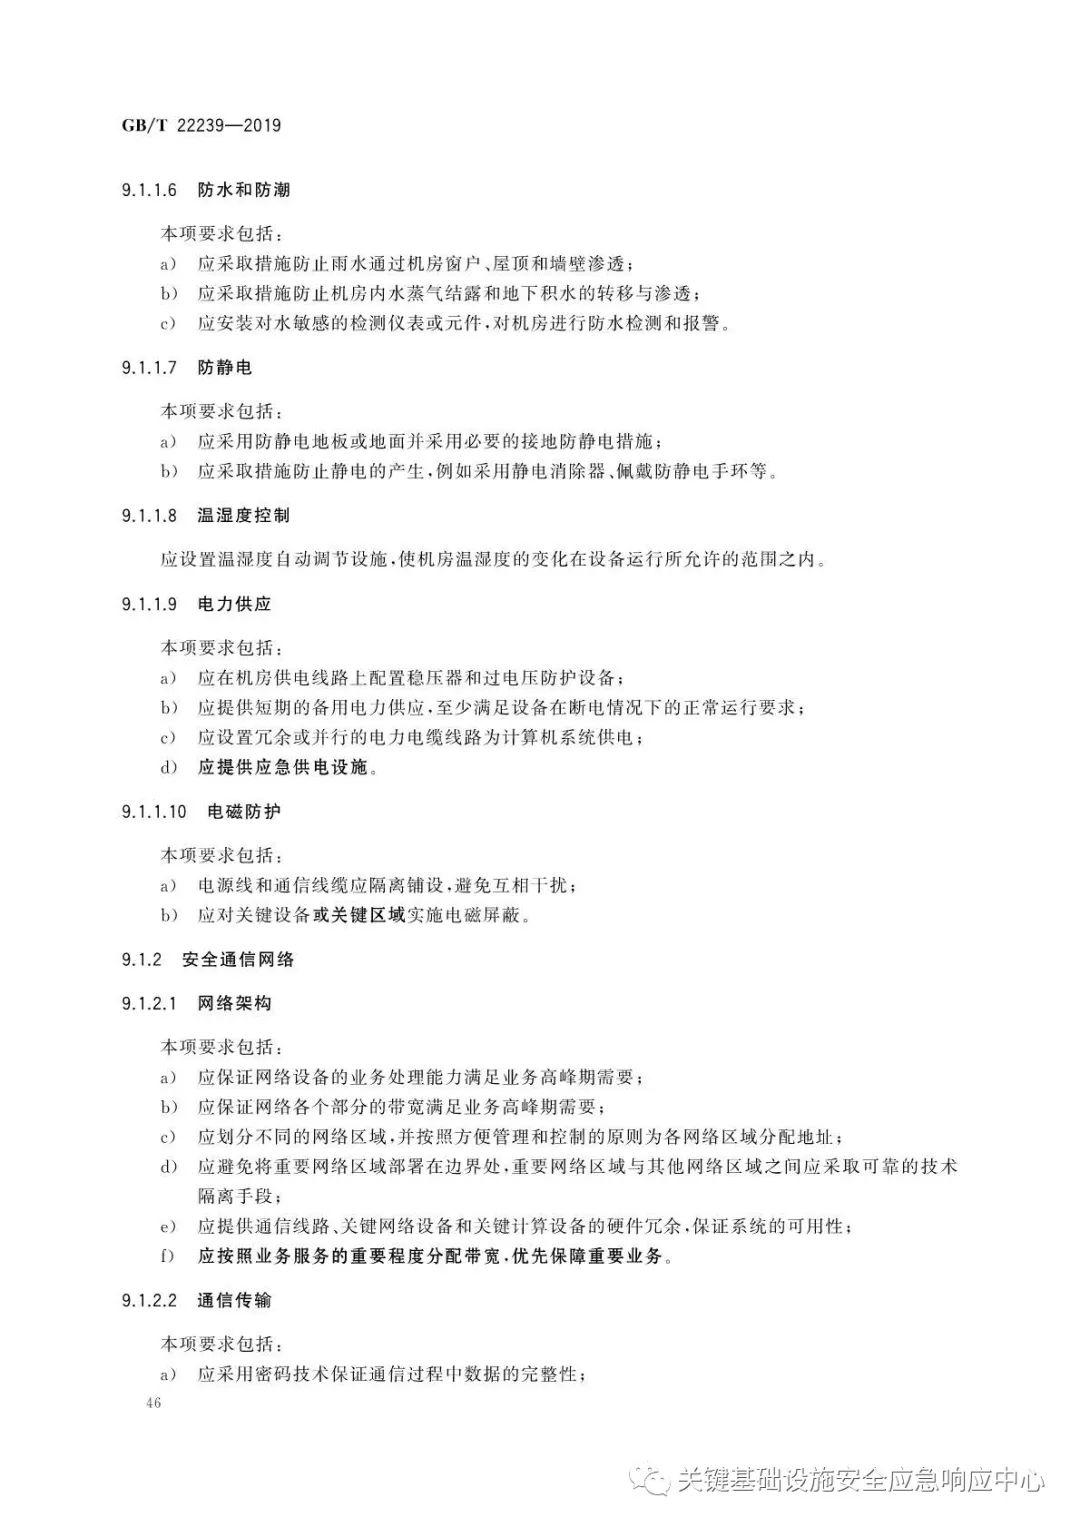 GB/T 22239—2019
9.1.1.6 防水和防潮
本项要求包括:
a) 应采取措施防止雨水通过机房窗户、屋顶和墙壁渗透;
b) 应采取措施防止机房内水蒸气结露和地下积水的转移与渗透;
c) 应安装对水敏感的检测仪表或元件,对机房进行防水检测和报警。
9.1.1.7 防静电
本项要求包括:
a) 应采用防静电地板或地面并采用必要的接地防静电措施;
b) 应采取措施防止静电的产生,例如采用静电消除器、佩戴防静电手环等。
9.1.1.8 温湿度控制
应设置温湿度自动调节设施,使机房温湿度的变化在设备运行所允许的范围之内。
9.1.1.9 电力供应
本项要求包括:
a) 应在机房供电线路上配置稳压器和过电压防护设备;
b) 应提供短期的备用电力供应,至少满足设备在断电情况下的正常运行要求;
c) 应设置冗余或并行的电力电缆线路为计算机系统供电;
d) 应提供应急供电设施。
9.1.1.10 电磁防护
本项要求包括:
a) 电源线和通信线缆应隔离铺设,避免互相干扰;
b) 应对关键设备或关键区域实施电磁屏蔽。
9.1.2 安全通信网络
9.1.2.1 网络架构
本项要求包括:
a) 应保证网络设备的业务处理能力满足业务高峰期需要;
b) 应保证网络各个部分的带宽满足业务高峰期需要;
c) 应划分不同的网络区域,并按照方便管理和控制的原则为各网络区域分配地址;
d) 应避免将重要网络区域部署在边界处,重要网络区域与其他网络区域之间应采取可靠的技术
隔离手段;
e) 应提供通信线路、关键网络设备和关键计算设备的硬件冗余,保证系统的可用性;
f) 应按照业务服务的重要程度分配带宽,优先保障重要业务。
9.1.2.2 通信传输
本项要求包括:
a) 应采用密码技术保证通信过程中数据的完整性;
46
关键基础设施安全应急响应中心